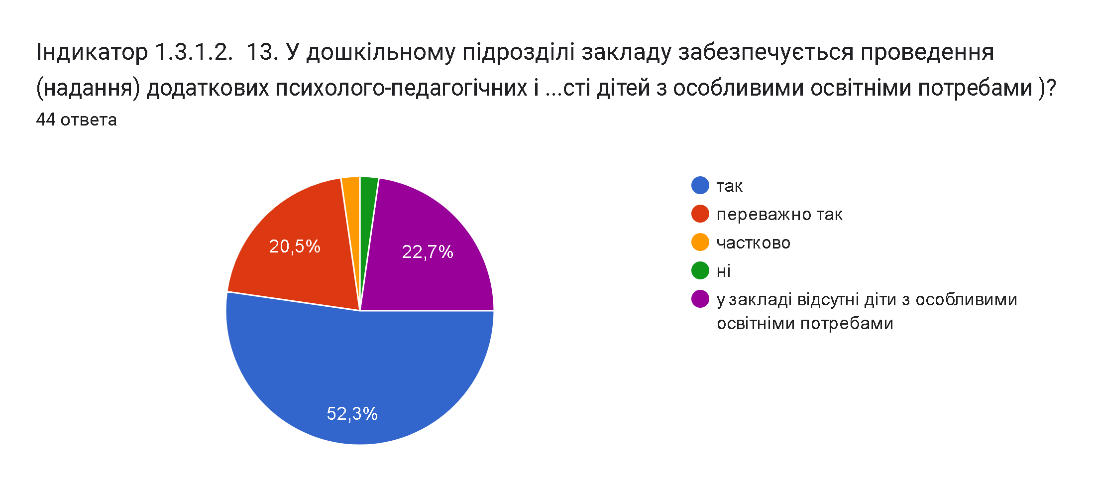 Індикатор 1.3.1.2.  13. У дошкільному підрозділі закладу забезпечується проведення
(надання) додаткових психолого-педагогічних і ...сті дітей з особливими освітніми потребами )?
44 ответа
так
переважно так
частково
ні
у закладі відсутні діти з особливими
освітніми потребами
20,5%
22,7%
52,3%